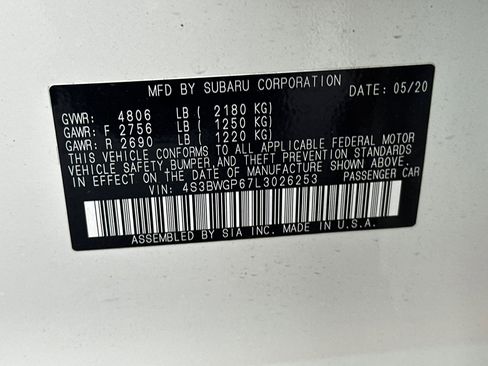 MFD BY SUBARU CORPORATION DATE: 05/20
GVWR: 4806 LB ( 2180 KG)
GAWR: F 2756 LB ( 1250 KG)
GAWR: R 2690 LB ( 1220 KG)
THIS VEHICLE CONFORMS TO ALL APPLICABLE FEDERAL MOTOR
VEHICLE SAFETY,BUMPER,AND THEFT PREVENTION STANDARDS
IN EFFECT ON THE DATE OF MANUFACTURE SHOWN ABOVE.
VIN: 4S3BWGP67L3026253 PASSENGER CAR
ASSEMBLED BY SIA INC. MADE IN U.S.A.